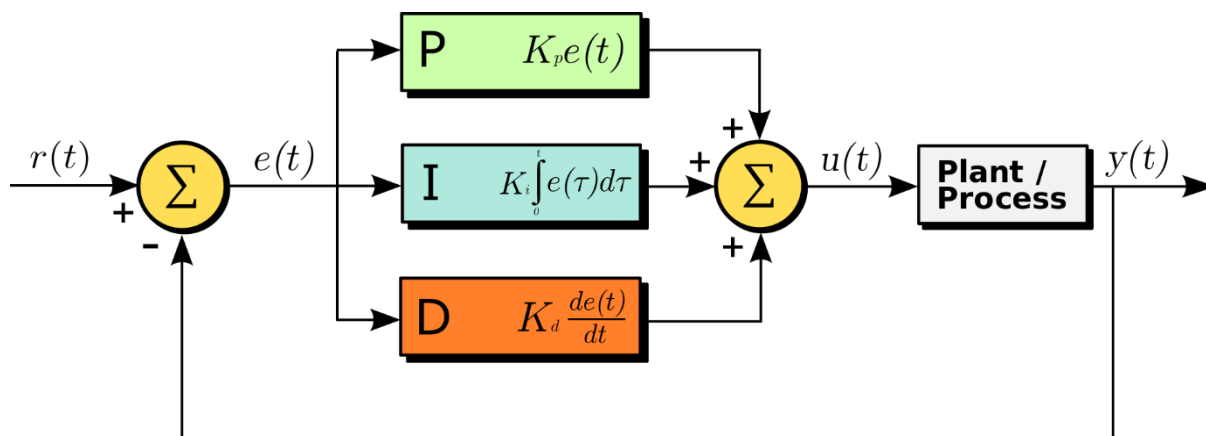 P K_p e(t)
+
r(t) Σ e(t) I K_i ∫_0^t e(τ)dτ + Σ u(t) Plant /
Process y(t)
+
-
+
D K_d de(t)/dt